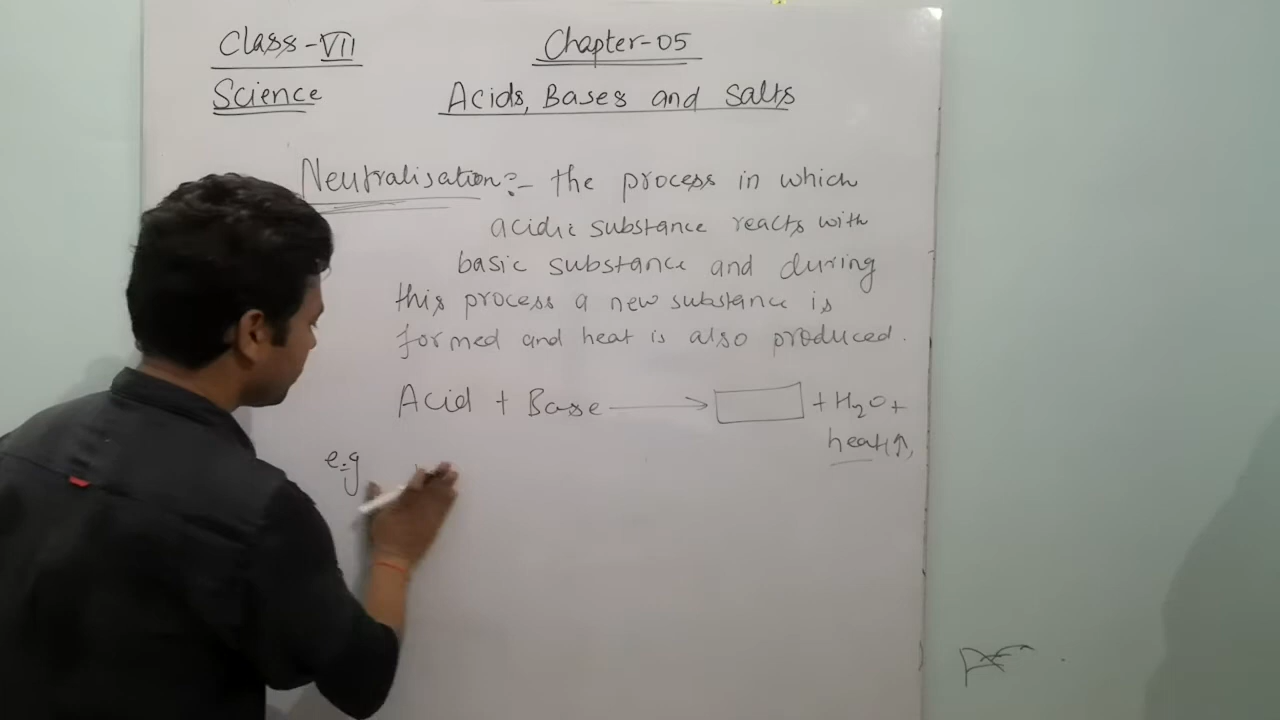 Class-VII
Chapter-05
Science
Acids, Bases and Salts
Neutralisation:- the process in which
acidic substance reacts with
basic substance and during
this process a new substance is
formed and heat is also produced.
Acid + Base → + H₂O +
heat↑
e.g